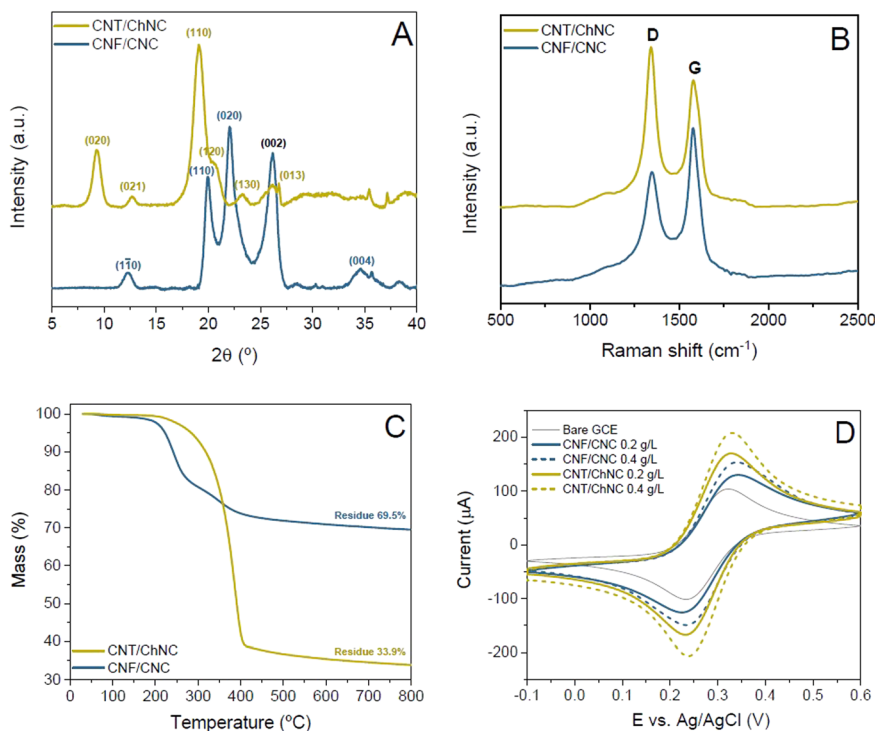 CNT/ChNC
CNF/CNC
A
(110)
(020)
(120)
(020)
(002)
(110)
(021)
(130)
(013)
(11̄0)
(004)
Intensity (a.u.)
5 10 15 20 25 30 35 40
2θ (º)
CNT/ChNC
CNF/CNC
B
D
G
Intensity (a.u.)
500 1000 1500 2000 2500
Raman shift (cm⁻¹)
C
100
90
80
70
60
50
40
30
Mass (%)
Residue 69.5%
Residue 33.9%
CNT/ChNC
CNF/CNC
0 100 200 300 400 500 600 700 800
Temperature (ºC)
D
Bare GCE
CNF/CNC 0.2 g/L
CNF/CNC 0.4 g/L
CNT/ChNC 0.2 g/L
CNT/ChNC 0.4 g/L
200
100
0
-100
-200
Current (µA)
-0.1 0.0 0.1 0.2 0.3 0.4 0.5 0.6
E vs. Ag/AgCl (V)